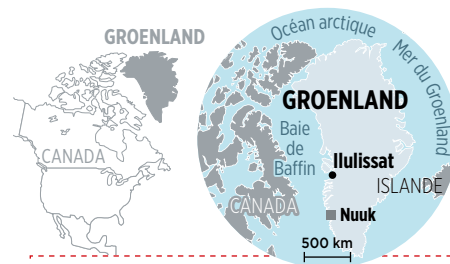 GROENLAND
CANADA
Océan arctique
Mer du Groenland
GROENLAND
Baie
de
Baffin
Ilulissat
ISLANDE
CANADA
Nuuk
500 km